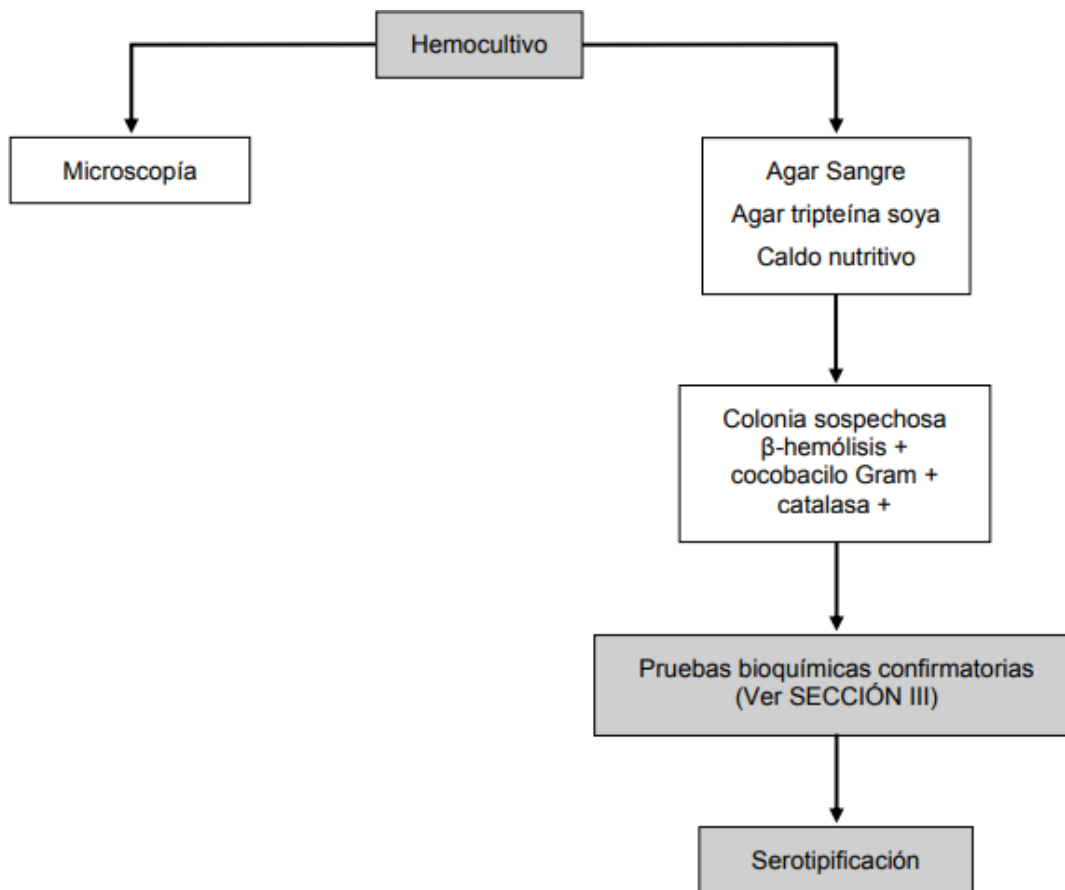 Hemocultivo
Microscopía
Agar Sangre
Agar tripteína soya
Caldo nutritivo
Colonia sospechosa
β-hemólisis +
cocobacilo Gram +
catalasa +
Pruebas bioquímicas confirmatorias
(Ver SECCIÓN III)
Serotipificación